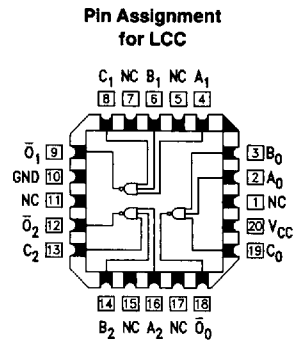 Pin Assignment
for LCC
C₁ NC B₁ NC A₁
8 7 6 5 4
Ō₁ 9
GND 10
NC 11
Ō₂ 12
C₂ 13
3 B₀
2 A₀
1 NC
20 VCC
19 C₀
14 15 16 17 18
B₂ NC A₂ NC Ō₀